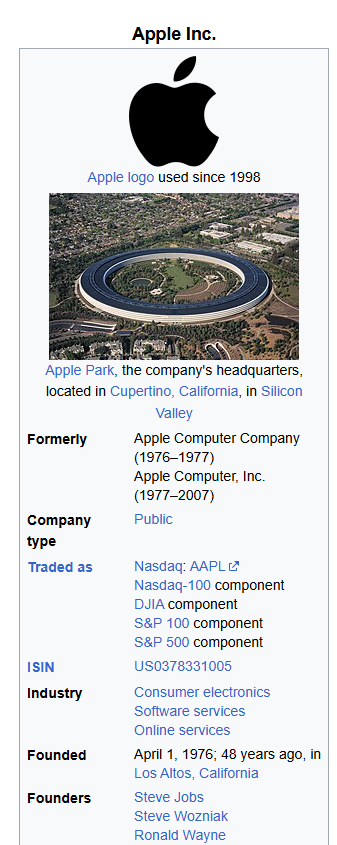 Apple Inc.
Apple logo used since 1998
Apple Park, the company's headquarters,
located in Cupertino, California, in Silicon
Valley
Formerly Apple Computer Company
(1976–1977)
Apple Computer, Inc.
(1977–2007)
Company Public
type
Traded as Nasdaq: AAPL
Nasdaq-100 component
DJIA component
S&P 100 component
S&P 500 component
ISIN US0378331005
Industry Consumer electronics
Software services
Online services
Founded April 1, 1976; 48 years ago, in
Los Altos, California
Founders Steve Jobs
Steve Wozniak
Ronald Wayne